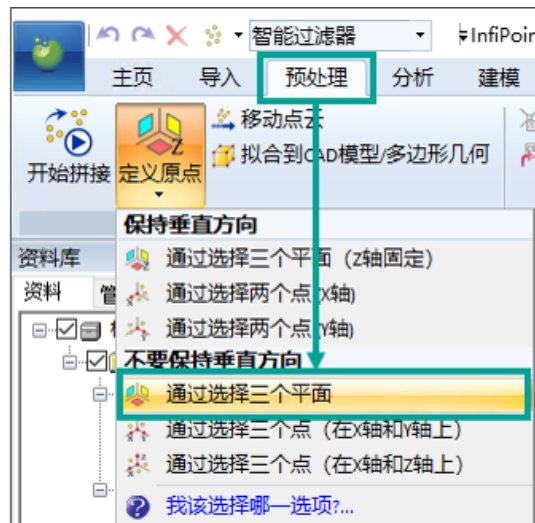 智能过滤器
InfiPoin
主页 导入 预处理 分析 建模
开始拼接
定义原点
移动点云
拟合到CAD模型/多边形几何
保持垂直方向
资料库
通过选择三个平面（Z轴固定）
资料 管
通过选择两个点(X轴)
通过选择两个点(Y轴)
不要保持垂直方向
通过选择三个平面
通过选择三个点（在X轴和Y轴上）
通过选择三个点（在X轴和Z轴上）
我该选择哪一选项?...